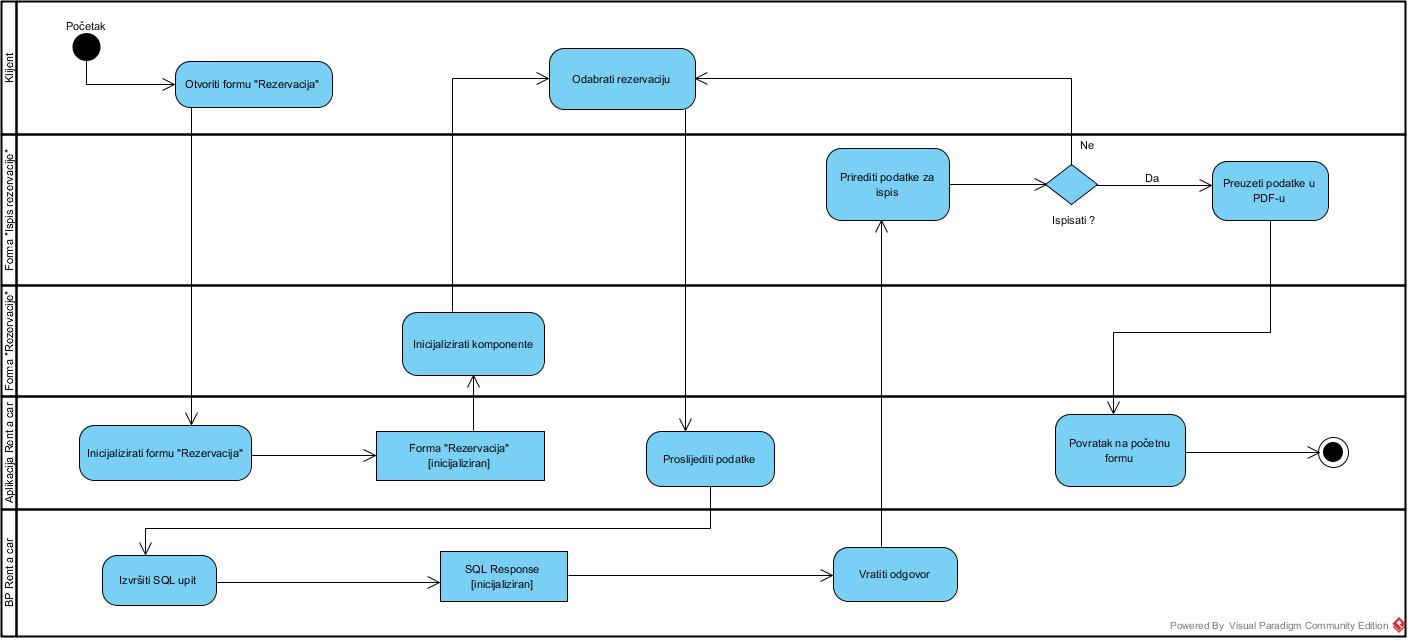 Klijent
Početak
Otvoriti formu "Rezervacija"
Odabrati rezervaciju
Forma "Ispis rezervacije"
Prirediti podatke za
ispis
Ne
Ispisati ?
Da
Preuzeti podatke u
PDF-u
Forma "Rezervacije"
Inicijalizirati komponente
Aplikacija Rent a car
Inicijalizirati formu "Rezervacija"
Forma "Rezervacija"
[inicijaliziran]
Proslijediti podatke
Povratak na početnu
formu
BP Rent a car
Izvršiti SQL upit
SQL Response
[inicijaliziran]
Vratiti odgovor
Powered By Visual Paradigm Community Edition